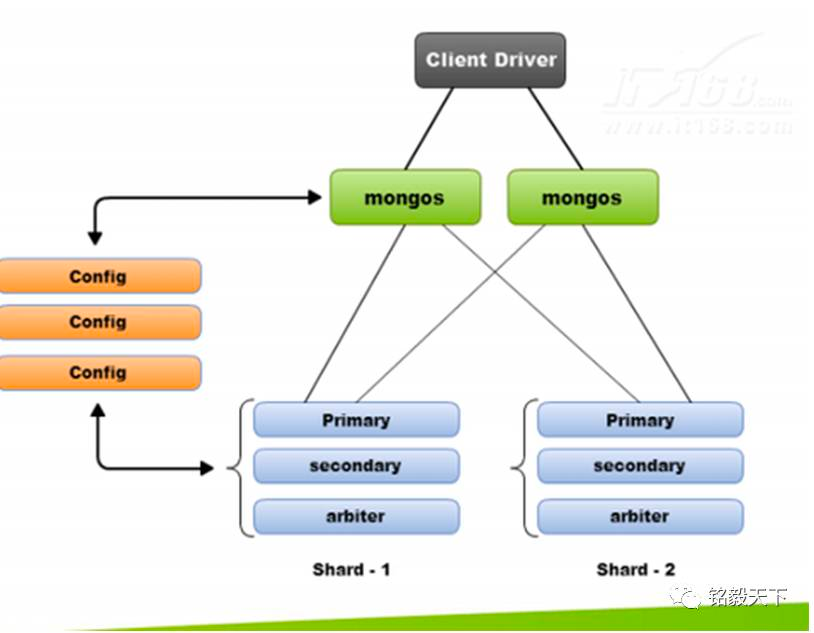 Client Driver
iT168.com
www.it168.com
mongos
mongos
Config
Config
Config
Primary
Primary
secondary
secondary
arbiter
arbiter
Shard - 1
Shard - 2
铭毅天下